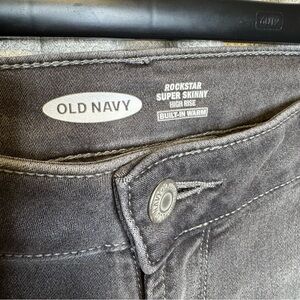 OLD NAVY
ROCKSTAR
SUPER SKINNY
HIGH RISE
BUILT-IN WARM